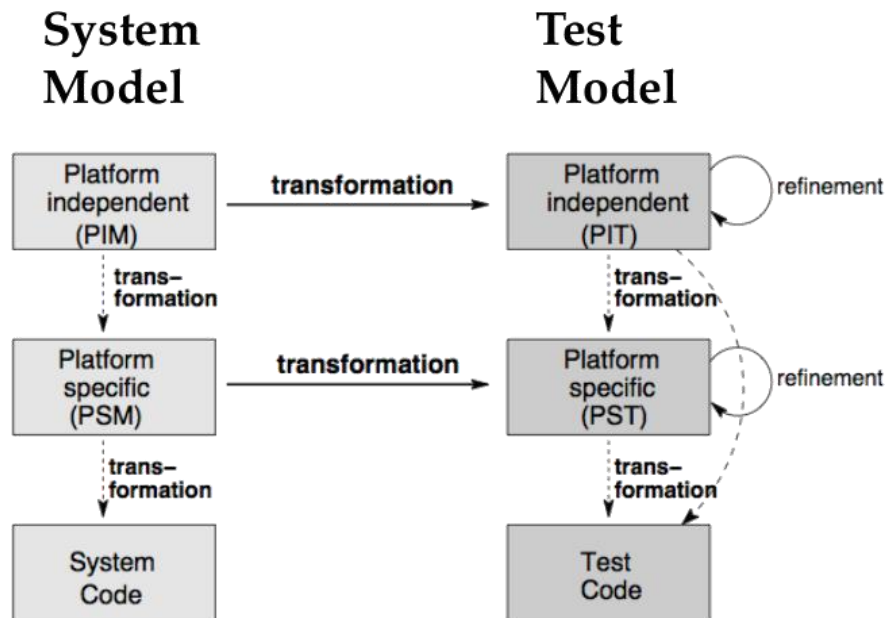 System
Model
Test
Model
Platform
independent
(PIM)
transformation
Platform
independent
(PIT)
refinement
trans–
formation
trans–
formation
Platform
specific
(PSM)
transformation
Platform
specific
(PST)
refinement
trans–
formation
trans–
formation
System
Code
Test
Code